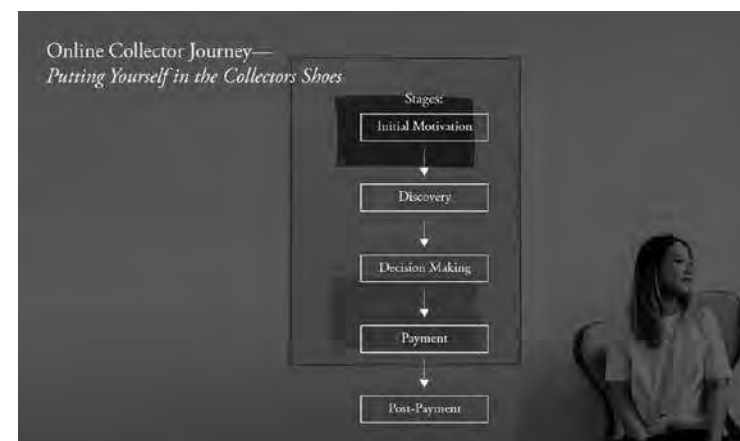 Online Collector Journey—
Putting Yourself in the Collectors Shoes
Stages:
Initial Motivation
Discovery
Decision Making
Payment
Post-Payment